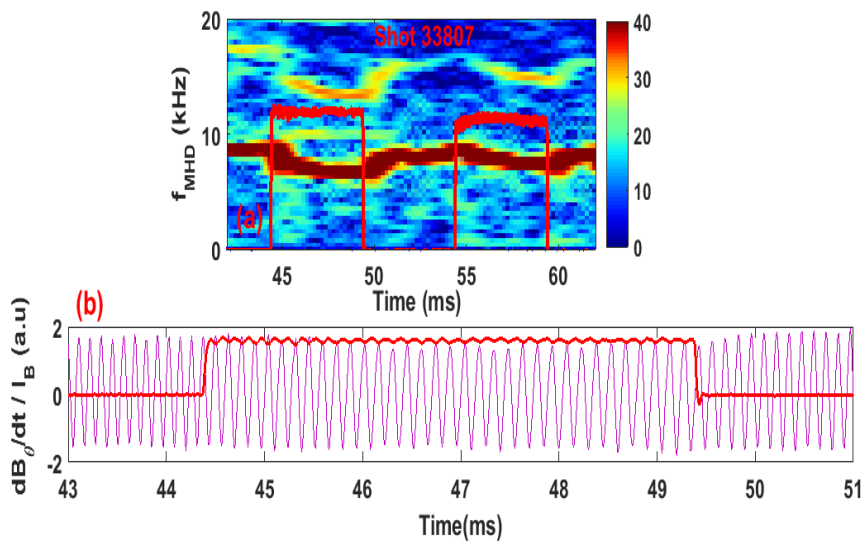 Shot 33807
20
10
0
f_MHD (kHz)
(a)
45 50 55 60
Time (ms)
40
30
20
10
0
(b)
2
0
-2
dB_θ/dt / I_B (a.u)
43 44 45 46 47 48 49 50 51
Time(ms)